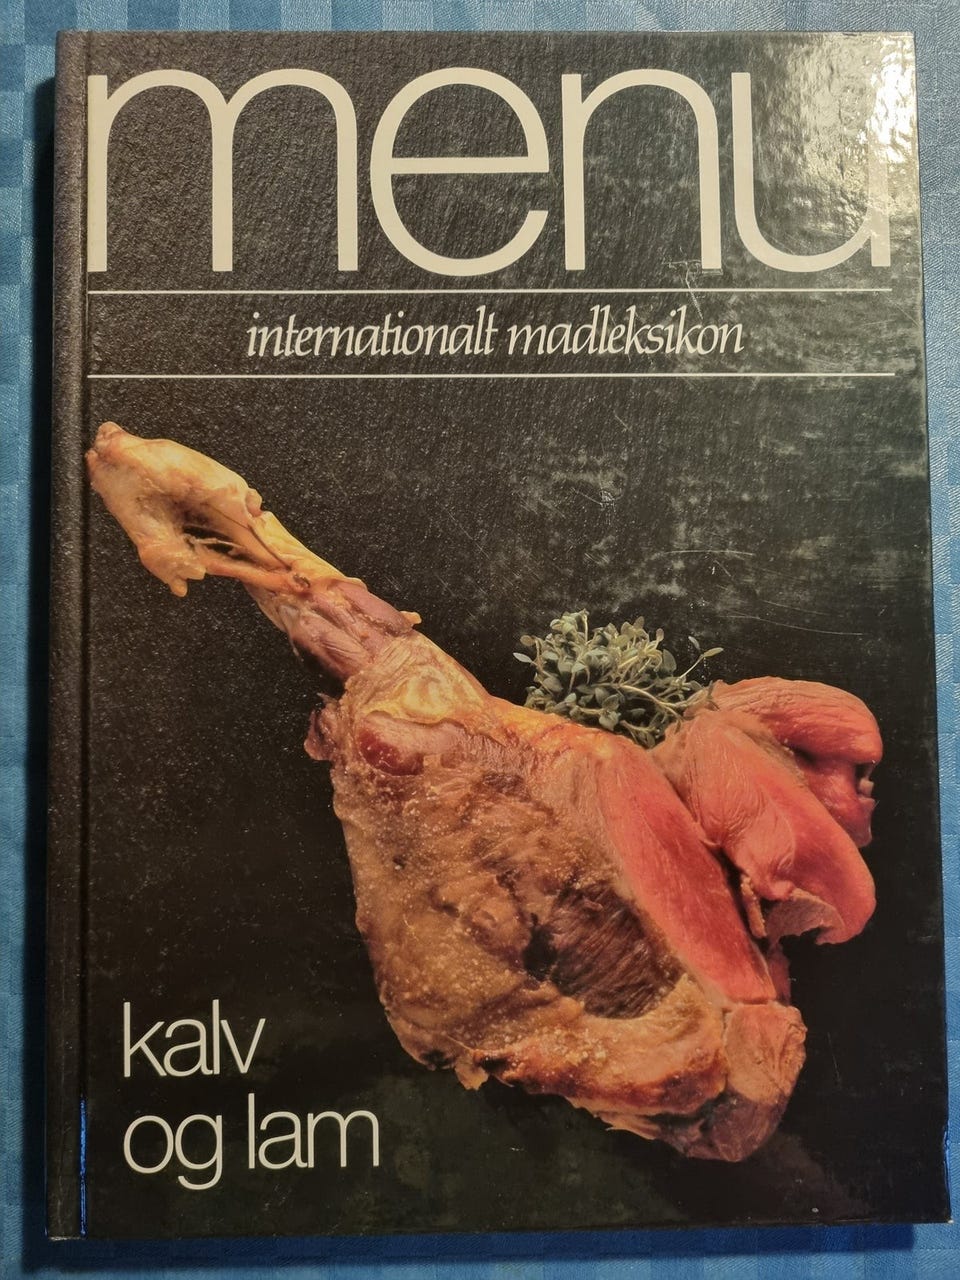 menu
internationalt madleksikon
kalv
og lam